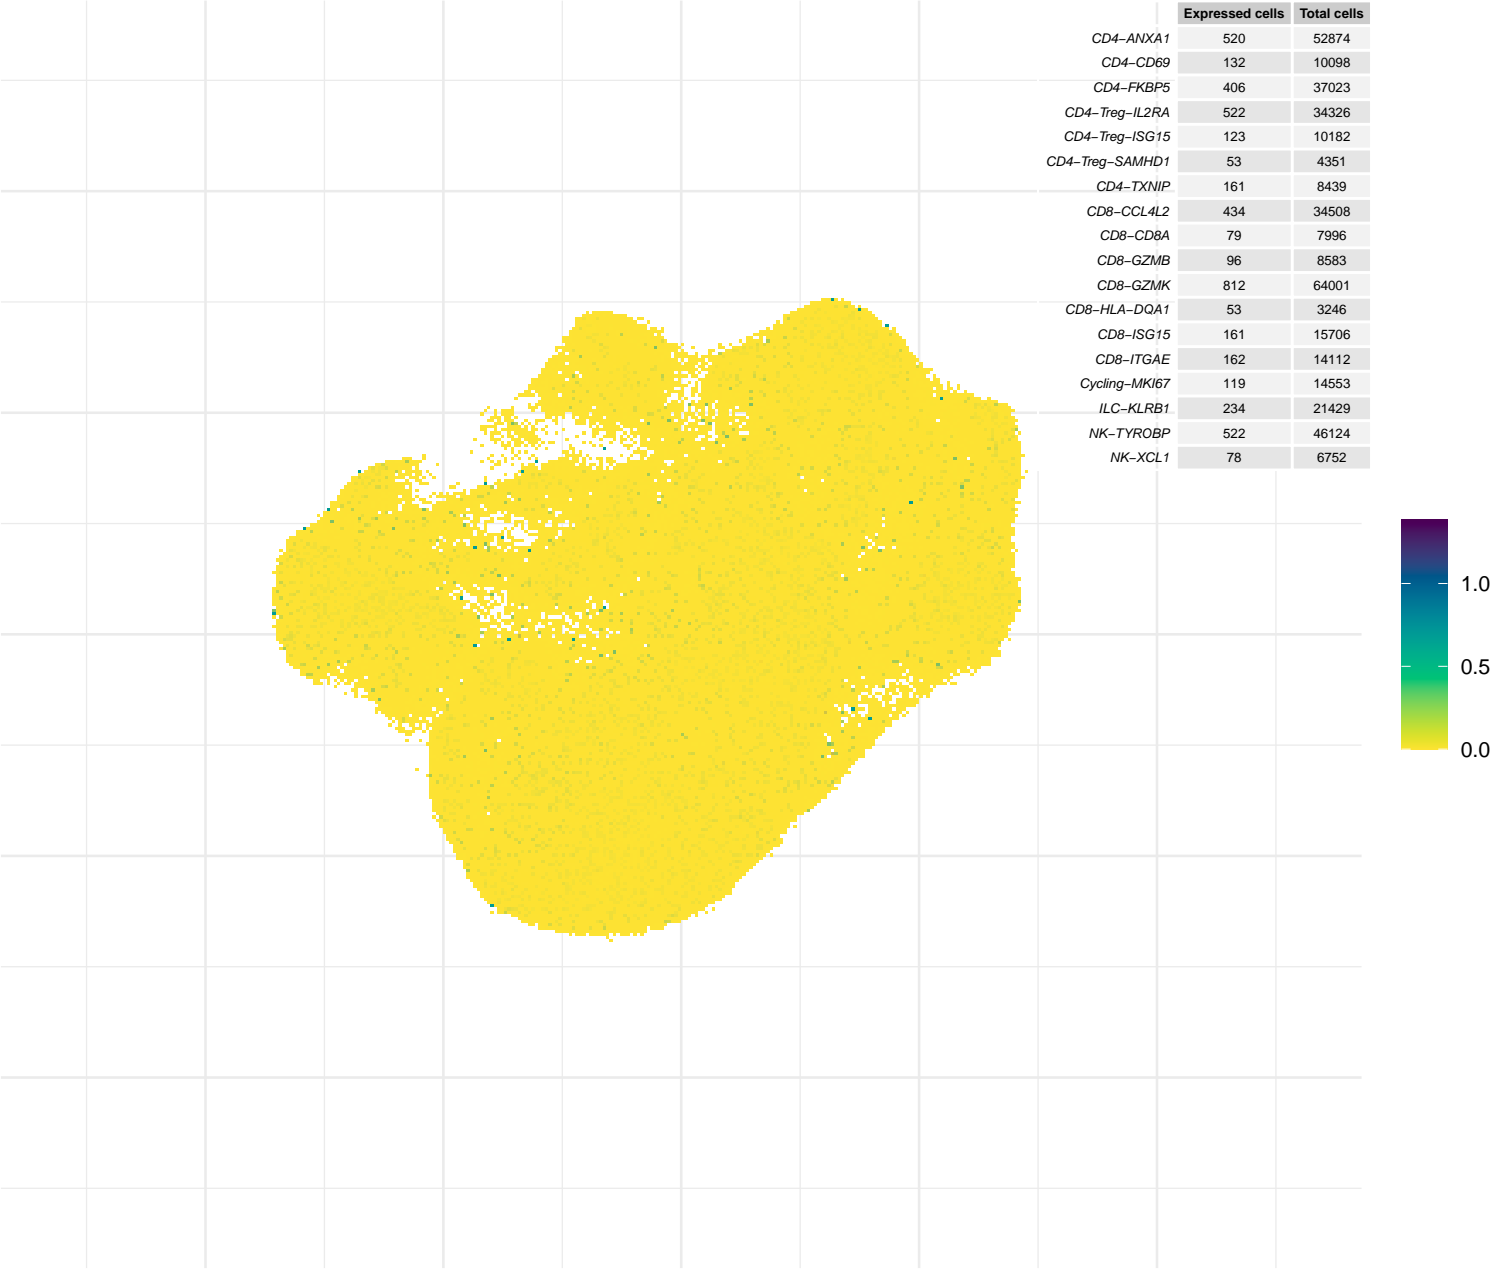 Expressed cells Total cells
CD4−ANXA1 520 52874
CD4−CD69 132 10098
CD4−FKBP5 406 37023
CD4−Treg−IL2RA 522 34326
CD4−Treg−ISG15 123 10182
CD4−Treg−SAMHD1 53 4351
CD4−TXNIP 161 8439
CD8−CCL4L2 434 34508
CD8−CD8A 79 7996
CD8−GZMB 96 8583
CD8−GZMK 812 64001
CD8−HLA−DQA1 53 3246
CD8−ISG15 161 15706
CD8−ITGAE 162 14112
Cycling−MKI67 119 14553
ILC−KLRB1 234 21429
NK−TYROBP 522 46124
NK−XCL1 78 6752
1.0
0.5
0.0